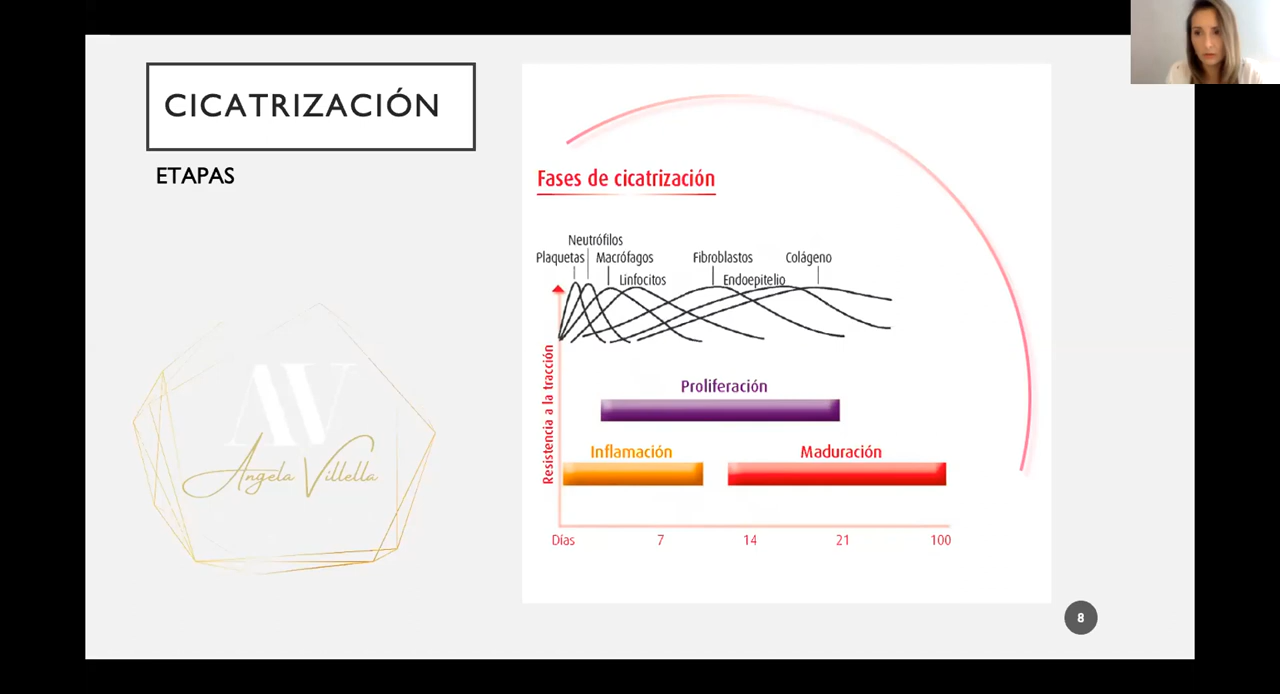 CICATRIZACIÓN
ETAPAS
AV
Angela Villella
Fases de cicatrización
Neutrófilos
Plaquetas Macrófagos Fibroblastos Colágeno
Linfocitos Endoepitelio
Resistencia a la tracción
Proliferación
Inflamación Maduración
Días 7 14 21 100
8